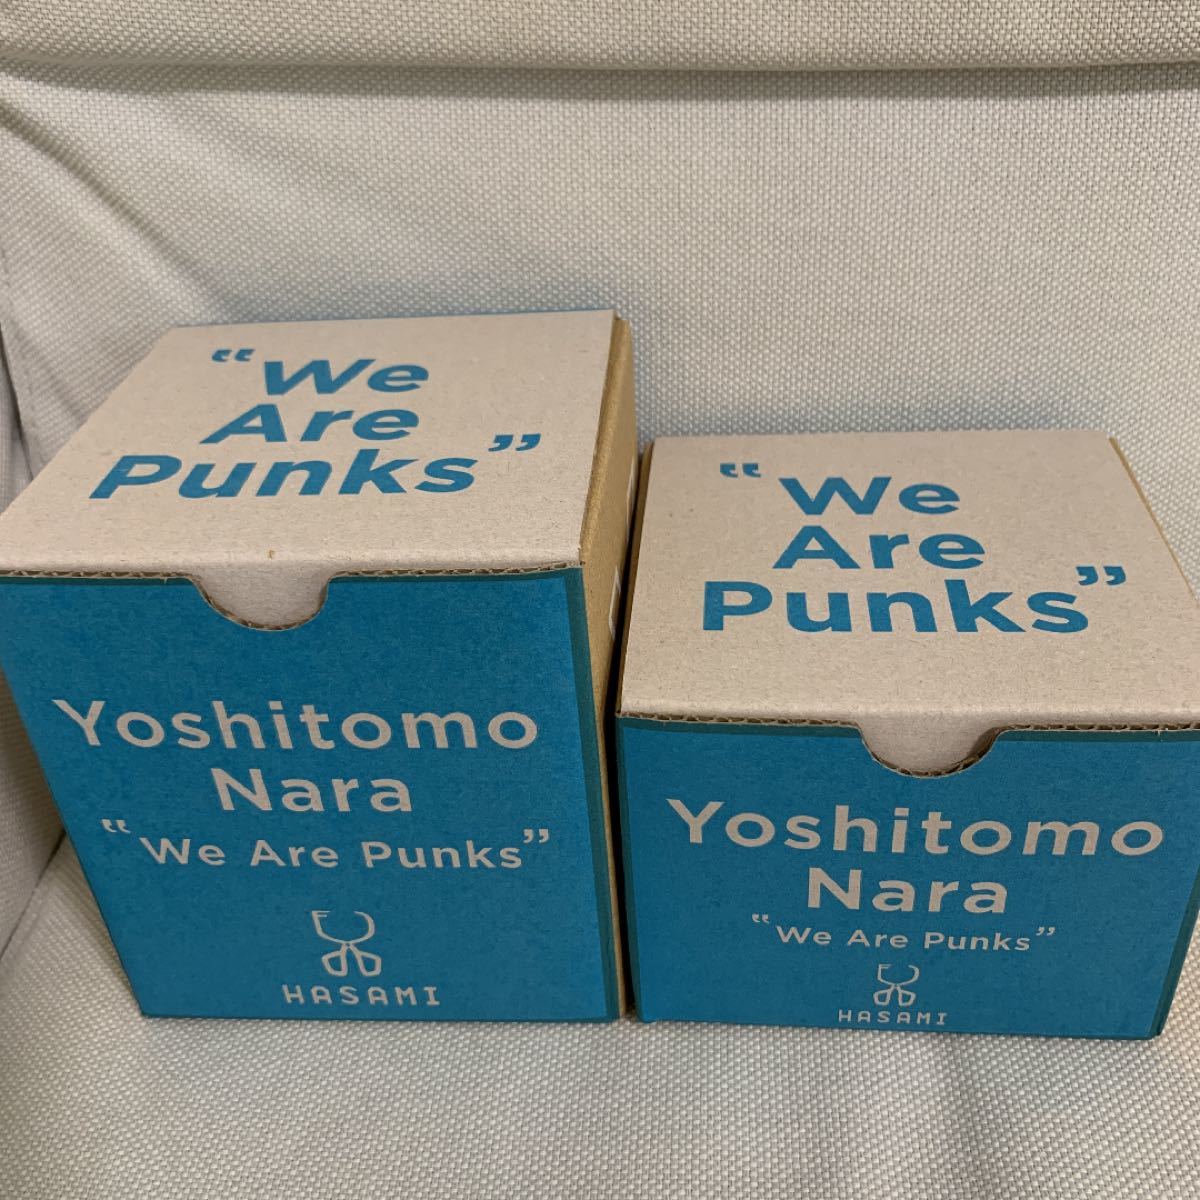 “We
Are
Punks”
Yoshitomo
Nara
“We Are Punks”
HASAMI
“We
Are
Punks”
Yoshitomo
Nara
“We Are Punks”
HASAMI